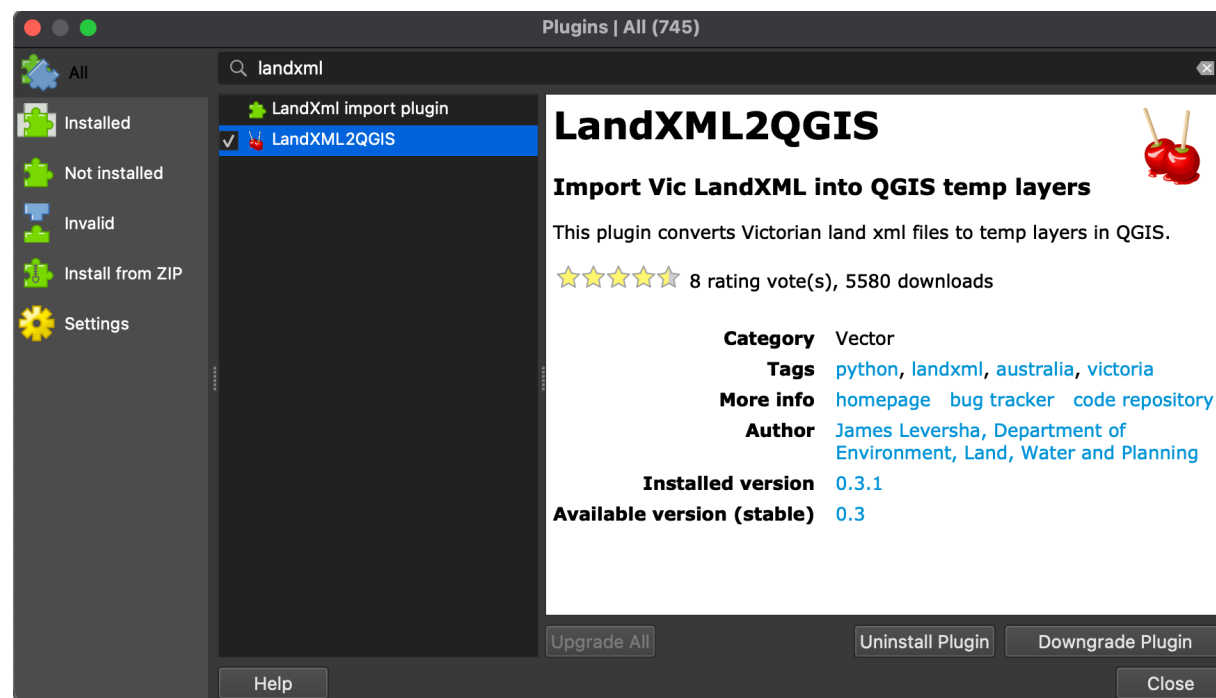 Plugins | All (745)
All
Installed
Not installed
Invalid
Install from ZIP
Settings
landxml
LandXml import plugin
LandXML2QGIS
LandXML2QGIS
Import Vic LandXML into QGIS temp layers
This plugin converts Victorian land xml files to temp layers in QGIS.
8 rating vote(s), 5580 downloads
Category Vector
Tags python, landxml, australia, victoria
More info homepage bug tracker code repository
Author James Leversha, Department of
Environment, Land, Water and Planning
Installed version 0.3.1
Available version (stable) 0.3
Upgrade All Uninstall Plugin Downgrade Plugin
Help Close